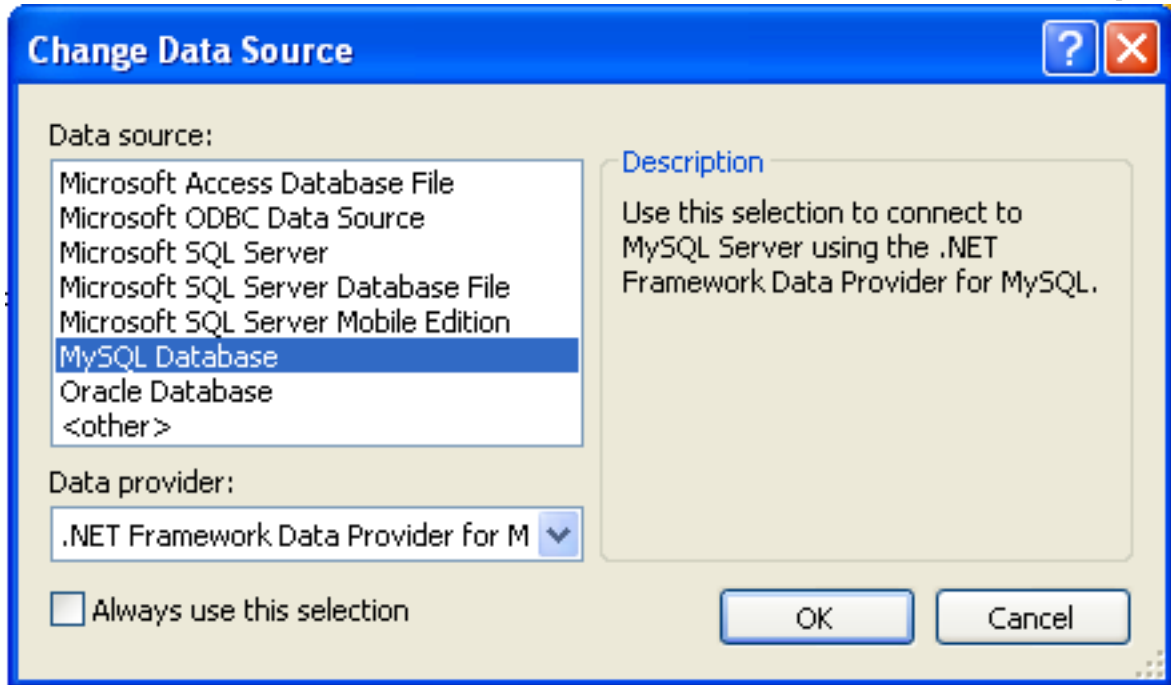 Change Data Source
?
Data source:
Microsoft Access Database File
Microsoft ODBC Data Source
Microsoft SQL Server
Microsoft SQL Server Database File
Microsoft SQL Server Mobile Edition
MySQL Database
Oracle Database
<other>
Data provider:
.NET Framework Data Provider for M
Always use this selection
Description
Use this selection to connect to
MySQL Server using the .NET
Framework Data Provider for MySQL.
OK
Cancel